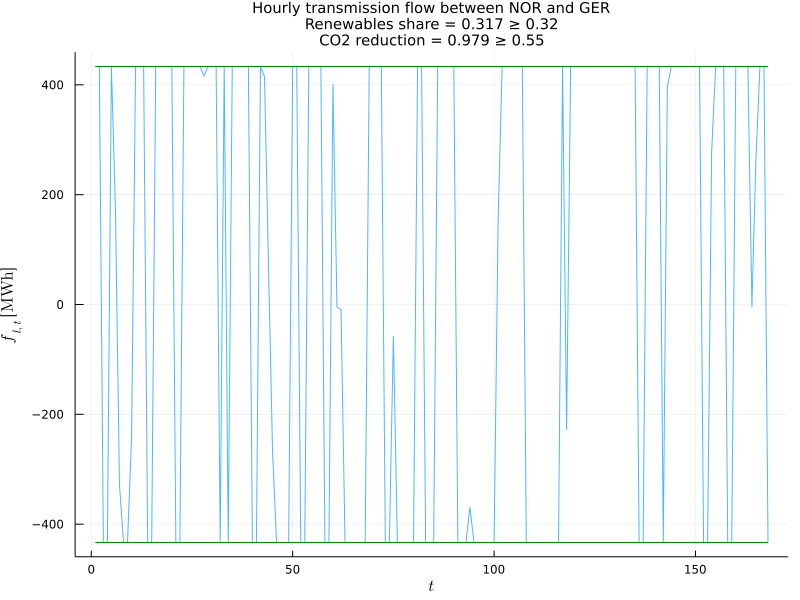 Hourly transmission flow between NOR and GER
Renewables share = 0.317 ≥ 0.32
CO2 reduction = 0.979 ≥ 0.55
400
200
0
−200
−400
f_{l,t} [MWh]
0 50 100 150
t